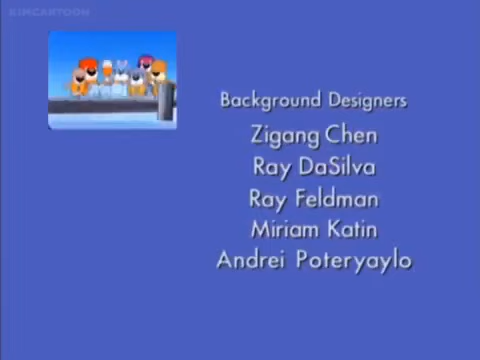 KIMCARTOON
Background Designers
Zigang Chen
Ray DaSilva
Ray Feldman
Miriam Katin
Andrei Poteryaylo